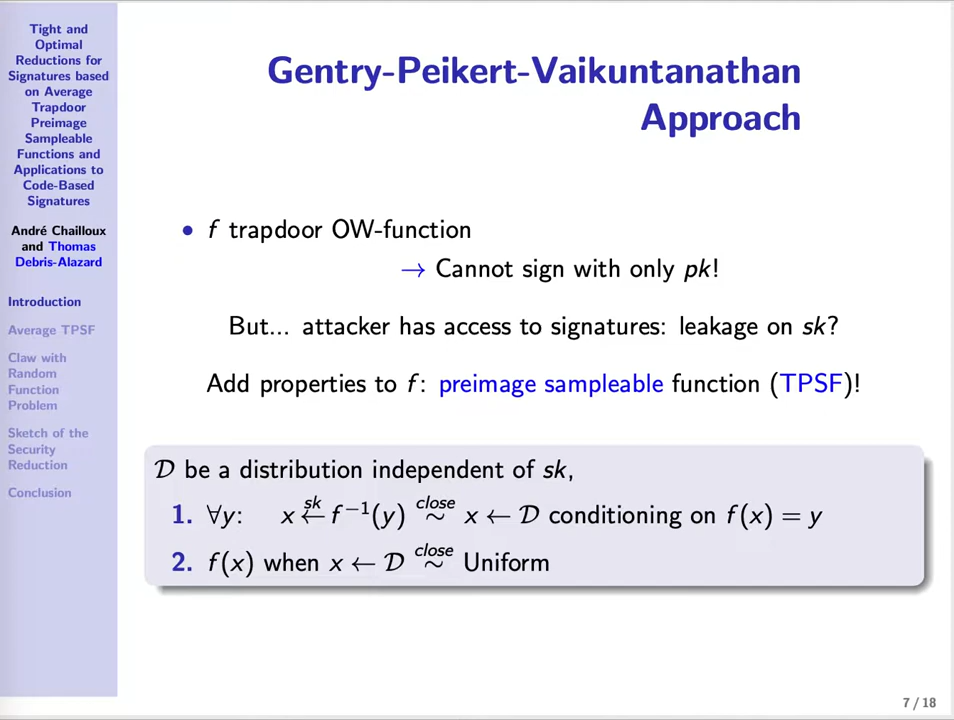 Tight and
Optimal
Reductions for
Signatures based
on Average
Trapdoor
Preimage
Sampleable
Functions and
Applications to
Code-Based
Signatures
André Chailloux
and Thomas
Debris-Alazard
Introduction
Average TPSF
Claw with
Random
Function
Problem
Sketch of the
Security
Reduction
Conclusion
Gentry-Peikert-Vaikuntanathan
Approach
• f trapdoor OW-function
→ Cannot sign with only pk!
But... attacker has access to signatures: leakage on sk?
Add properties to f: preimage sampleable function (TPSF)!
𝒟 be a distribution independent of sk,
1. ∀y: x ←^{sk} f⁻¹(y) ∼^{close} x ← 𝒟 conditioning on f(x) = y
2. f(x) when x ← 𝒟 ∼^{close} Uniform
7 / 18